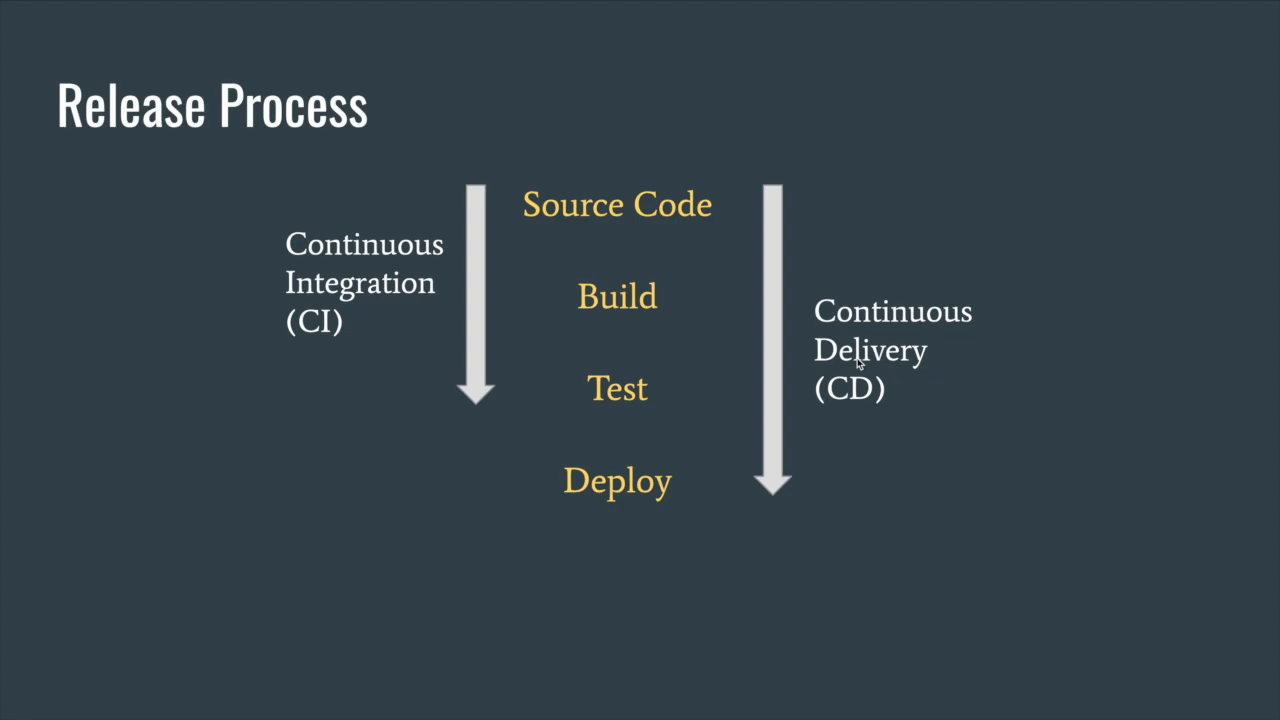 Release Process
Source Code
Continuous
Integration
(CI)
Build
Test
Deploy
Continuous
Delivery
(CD)